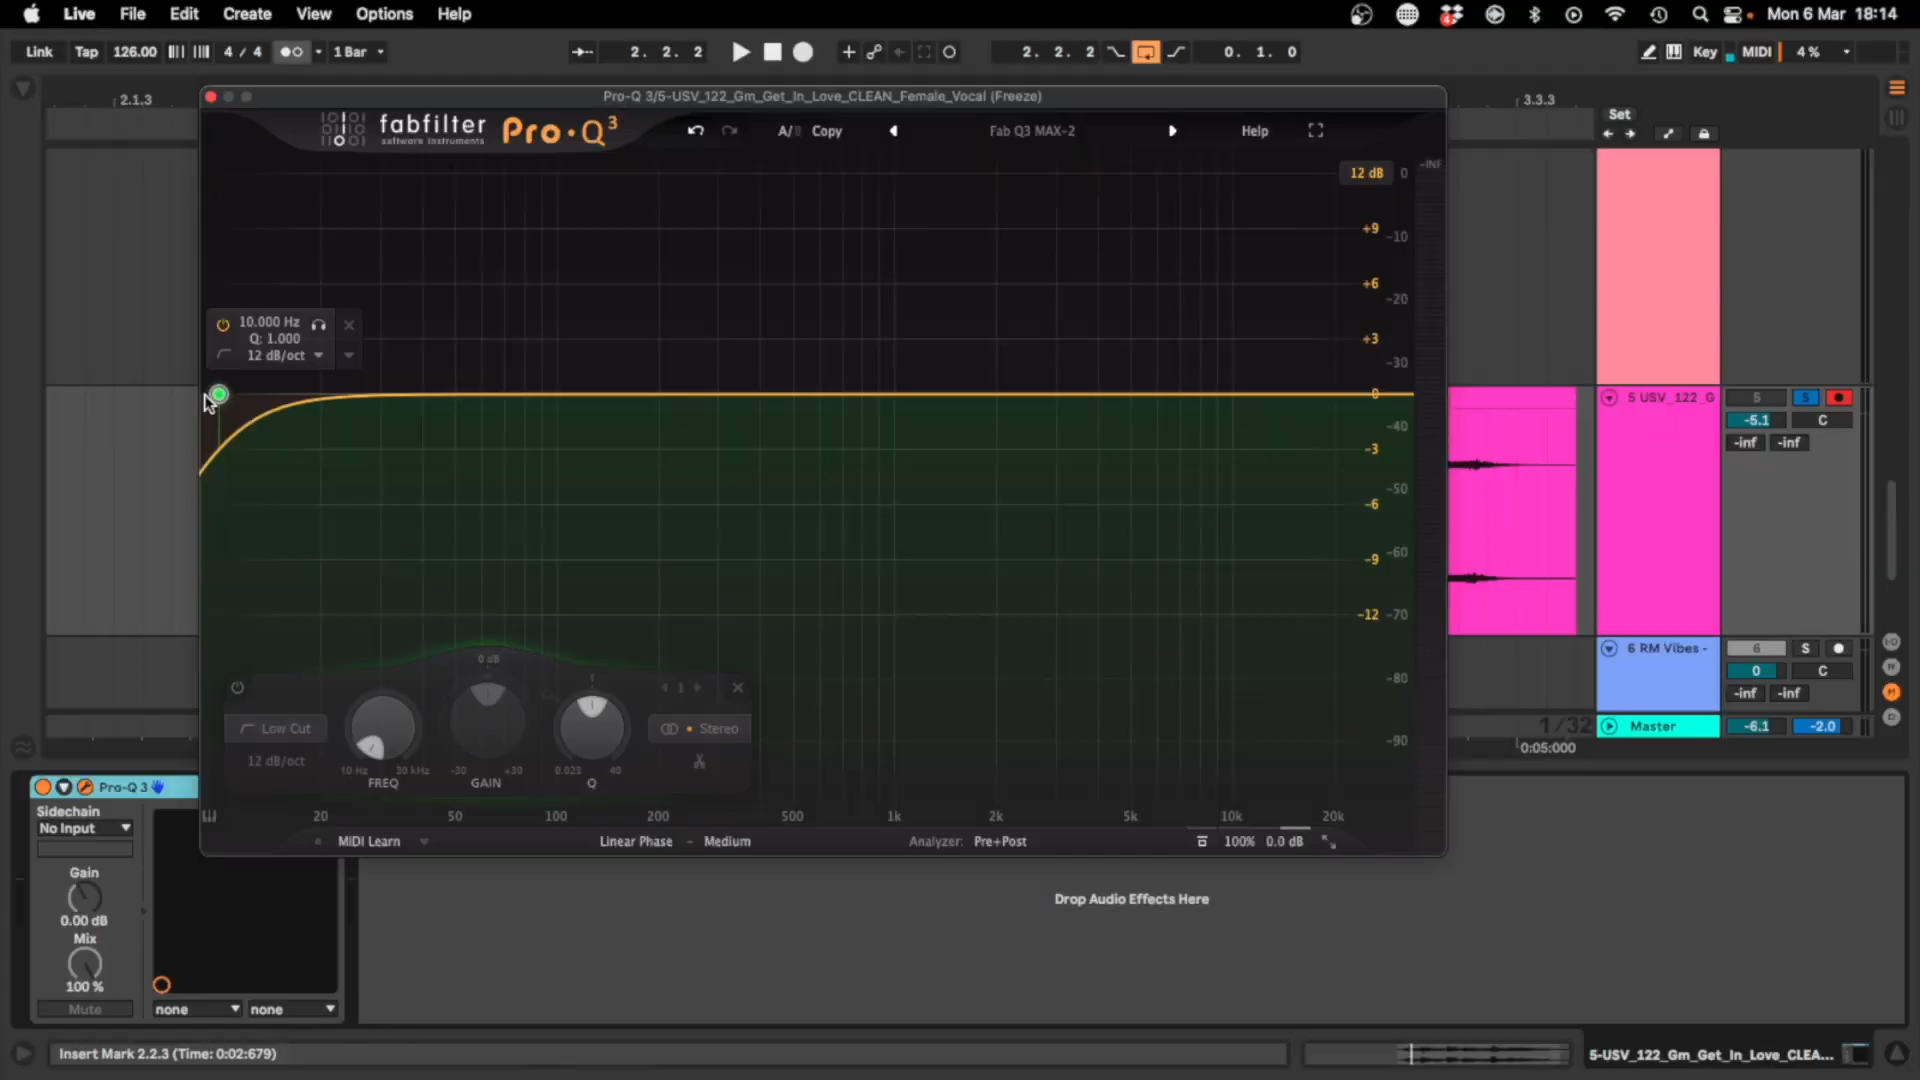 Live File Edit Create View Options Help
4
Mon 6 Mar 18:14
Link Tap 126.00 4 / 4 1 Bar
2. 2. 2
2. 2. 2
0. 1. 0
Key MIDI 4 %
2.1.3
3.3.3
Pro-Q 3/5-USV_122_Gm_Get_In_Love_CLEAN_Female_Vocal (Freeze)
fabfilter
software instruments
Pro·Q3
A/B Copy
Fab Q3 MAX-2
Help
Set
12 dB 0 -INF
+9 -10
+6 -20
+3 -30
0
-40
-3
-50
-6
-9 -60
-12 -70
-80
-90
10.000 Hz
Q: 1.000
12 dB/oct
5 USV_122_G 5 S
-5.1 C
-inf -inf
6 RM Vibes - 6 S
0 C
-inf -inf
1/32
Master -6.1 -2.0
0:05:000
0 dB
1
Low Cut
12 dB/oct
10 Hz 30 kHz
FREQ
-30 +30
GAIN
0.025 40
Q
Stereo
20 50 100 200 500 1k 2k 5k 10k 20k
MIDI Learn
Linear Phase - Medium
Analyzer: Pre+Post
100% 0.0 dB
Pro-Q 3
Sidechain
No Input
Gain
0.00 dB
Mix
100 %
Mute
none none
Drop Audio Effects Here
Insert Mark 2.2.3 (Time: 0:02:679)
5-USV_122_Gm_Get_In_Love_CLEA...